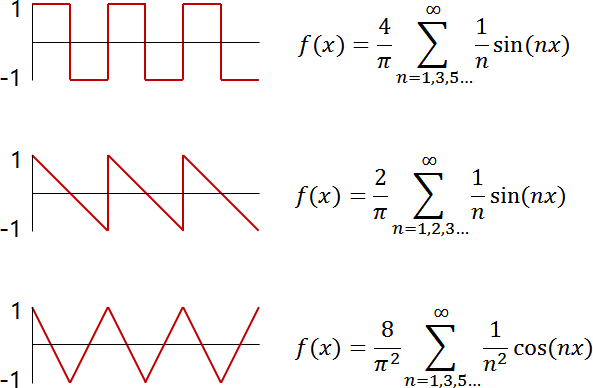 1
-1
f(x) = 4/π ∑_{n=1,3,5…}^{∞} 1/n sin(nx)
1
-1
f(x) = 2/π ∑_{n=1,2,3…}^{∞} 1/n sin(nx)
1
-1
f(x) = 8/π² ∑_{n=1,3,5…}^{∞} 1/n² cos(nx)